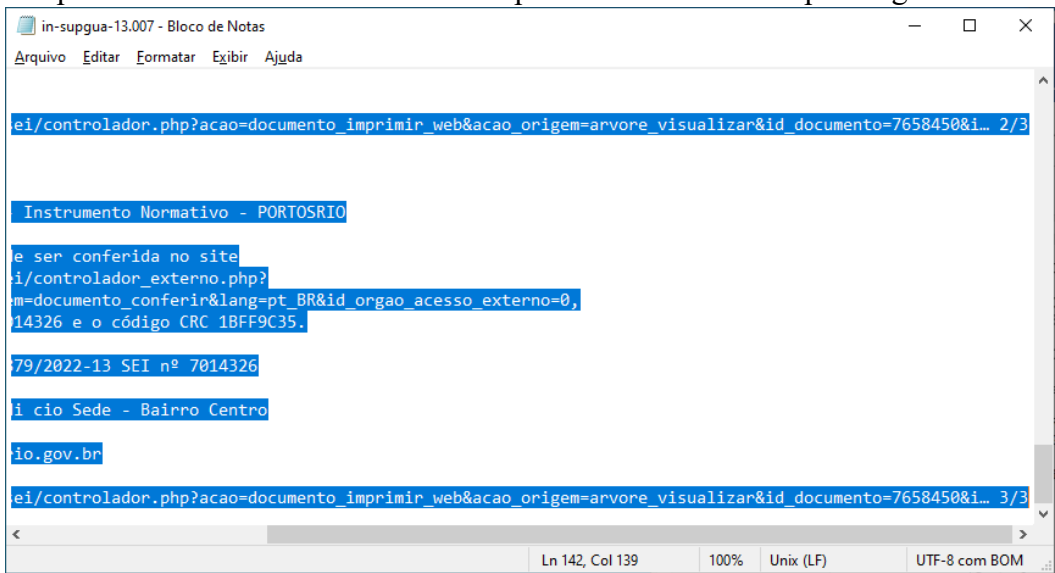 in-supgua-13.007 - Bloco de Notas
Arquivo Editar Formatar Exibir Ajuda
ei/controlador.php?acao=documento_imprimir_web&acao_origem=arvore_visualizar&id_documento=7658450&i… 2/3
Instrumento Normativo - PORTOSRIO
e ser conferida no site
i/controlador_externo.php?
m=documento_conferir&lang=pt_BR&id_orgao_acesso_externo=0,
14326 e o código CRC 1BFF9C35.
79/2022-13 SEI nº 7014326
i cio Sede - Bairro Centro
io.gov.br
ei/controlador.php?acao=documento_imprimir_web&acao_origem=arvore_visualizar&id_documento=7658450&i… 3/3
Ln 142, Col 139 100% Unix (LF) UTF-8 com BOM